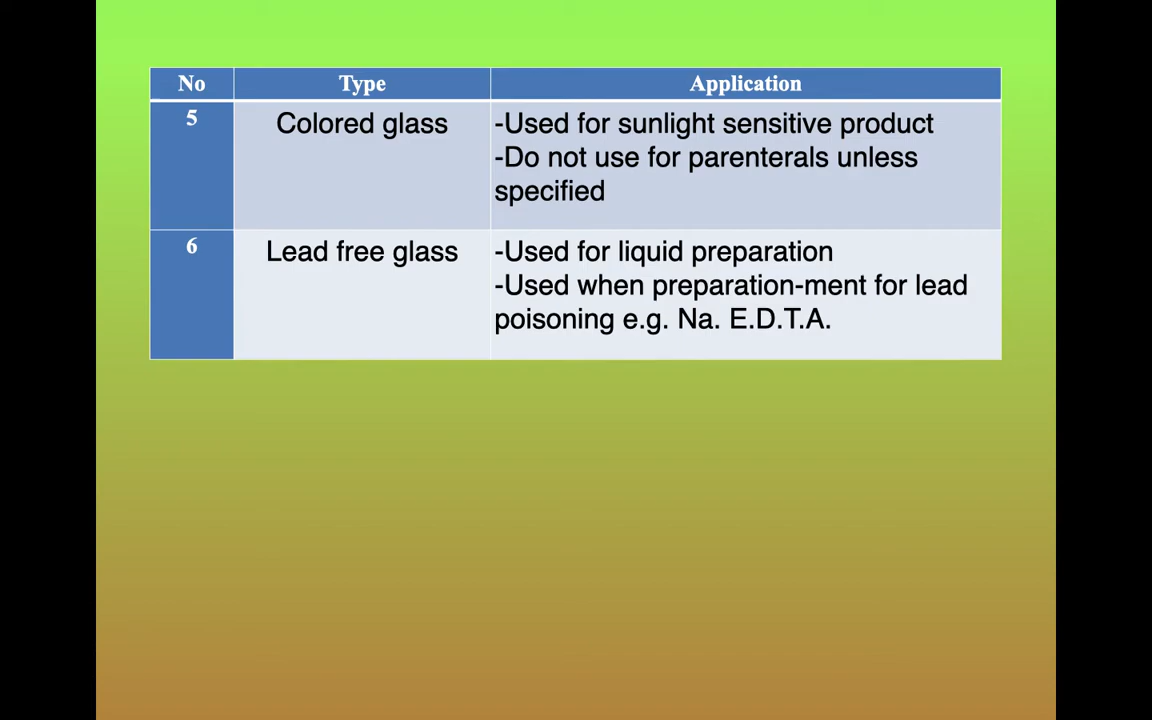 No Type Application
5 Colored glass -Used for sunlight sensitive product
-Do not use for parenterals unless
specified
6 Lead free glass -Used for liquid preparation
-Used when preparation-ment for lead
poisoning e.g. Na. E.D.T.A.